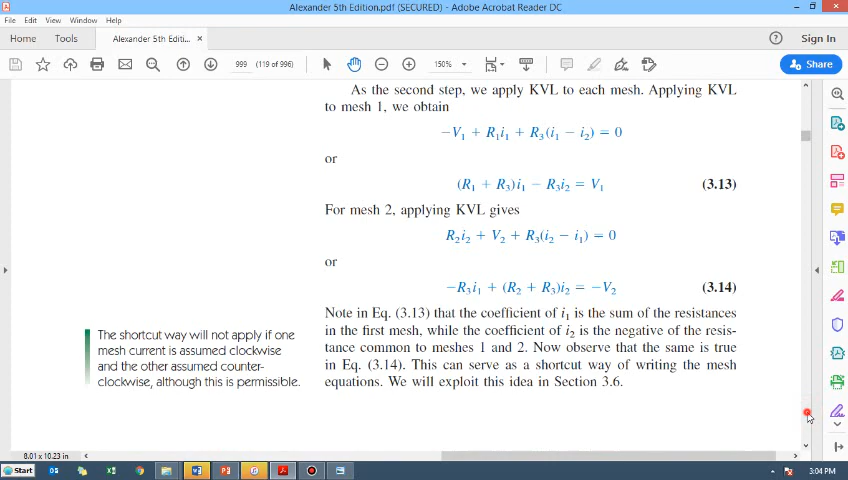 Alexander 5th Edition.pdf (SECURED) - Adobe Acrobat Reader DC
File Edit View Window Help
Home Tools Alexander 5th Editi... × ? Sign In
999 (119 of 996) 150% Share
As the second step, we apply KVL to each mesh. Applying KVL
to mesh 1, we obtain
−V₁ + R₁i₁ + R₃(i₁ − i₂) = 0
or
(R₁ + R₃)i₁ − R₃i₂ = V₁ (3.13)
For mesh 2, applying KVL gives
R₂i₂ + V₂ + R₃(i₂ − i₁) = 0
or
−R₃i₁ + (R₂ + R₃)i₂ = −V₂ (3.14)
Note in Eq. (3.13) that the coefficient of i₁ is the sum of the resistances
in the first mesh, while the coefficient of i₂ is the negative of the resis-
tance common to meshes 1 and 2. Now observe that the same is true
in Eq. (3.14). This can serve as a shortcut way of writing the mesh
equations. We will exploit this idea in Section 3.6.
The shortcut way will not apply if one
mesh current is assumed clockwise
and the other assumed counter-
clockwise, although this is permissible.
8.01 x 10.23 in
Start 3:04 PM